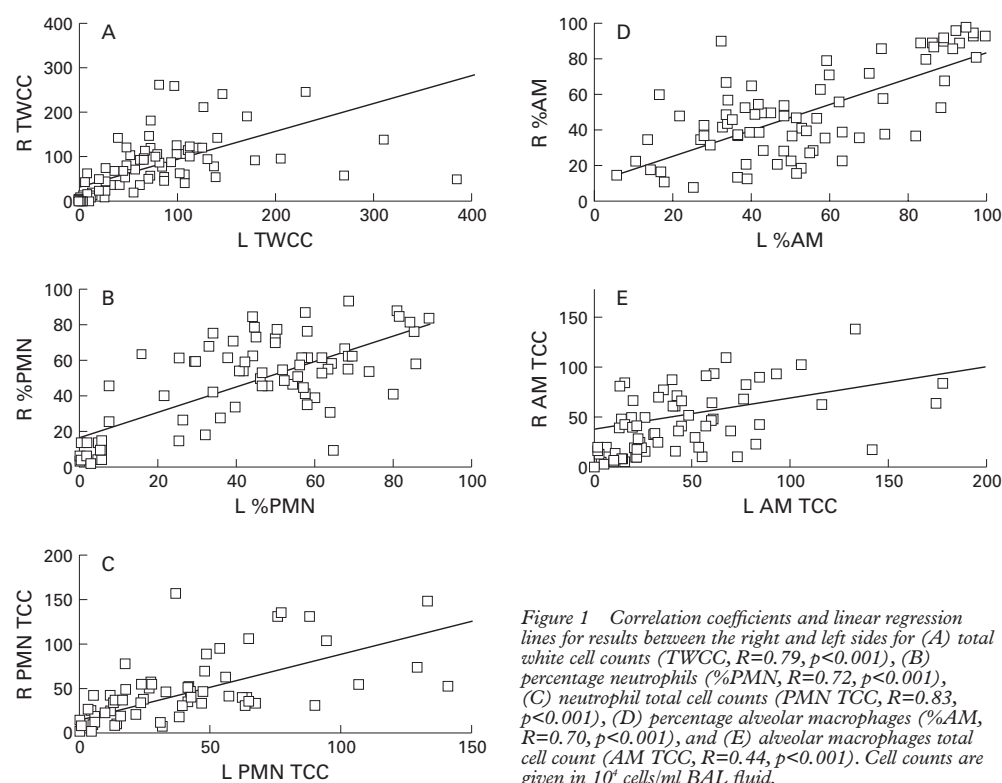 A
R TWCC
400
300
200
100
0
0 100 200 300 400
L TWCC
D
R %AM
100
80
60
40
20
0
0 20 40 60 80 100
L %AM
B
R %PMN
100
80
60
40
20
0
0 20 40 60 80 100
L %PMN
E
R AM TCC
150
100
50
0
0 50 100 150 200
L AM TCC
C
R PMN TCC
200
150
100
50
0
0 50 100 150
L PMN TCC
Figure 1 Correlation coefficients and linear regression
lines for results between the right and left sides for (A) total
white cell counts (TWCC, R=0.79, p<0.001), (B)
percentage neutrophils (%PMN, R=0.72, p<0.001),
(C) neutrophil total cell counts (PMN TCC, R=0.83,
p<0.001), (D) percentage alveolar macrophages (%AM,
R=0.70, p<0.001), and (E) alveolar macrophages total
cell count (AM TCC, R=0.44, p<0.001). Cell counts are
given in 10⁴ cells/ml BAL fluid.